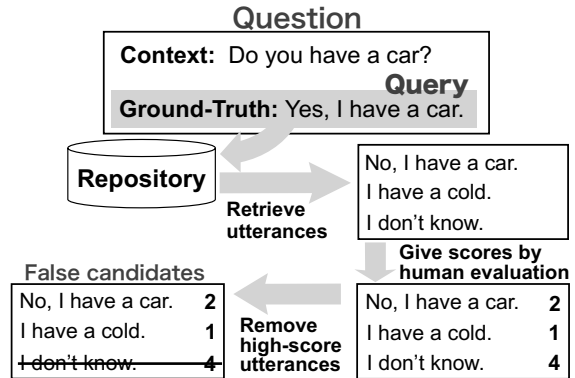 Question
Context: Do you have a car?
Query
Ground-Truth: Yes, I have a car.
Repository
Retrieve
utterances
No, I have a car.
I have a cold.
I don't know.
Give scores by
human evaluation
No, I have a car. 2
I have a cold. 1
I don't know. 4
Remove
high-score
utterances
False candidates
No, I have a car. 2
I have a cold. 1
I don't know. 4